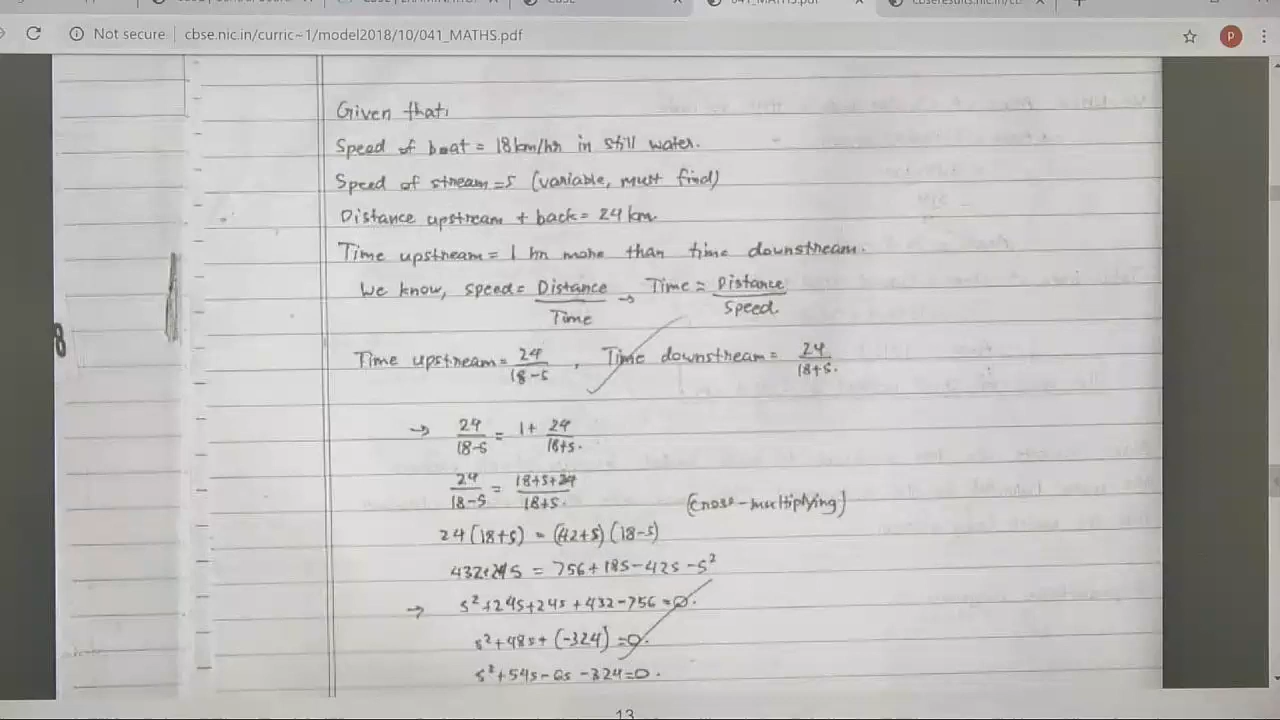 Not secure | cbse.nic.in/curric~1/model2018/10/041_MATHS.pdf
P
Given that,
Speed of boat = 18km/hr in still water.
Speed of stream = s (variable, must find)
Distance upstream + back = 24 km
Time upstream = 1 hr more than time downstream.
We know, speed = Distance/Time → Time = Distance/Speed.
8
Time upstream = 24/18-s , Time downstream = 24/18+s.
→ 24/18-s = 1 + 24/18+s.
24/18-s = 18+s+24/18+s.
(cross-multiplying)
24(18+s) = (42+s)(18-s)
432+24s = 756+18s-42s-s²
→ s²+24s+24s+432-756=0.
s²+48s+(-324)=0.
s²+54s-6s-324=0.
13